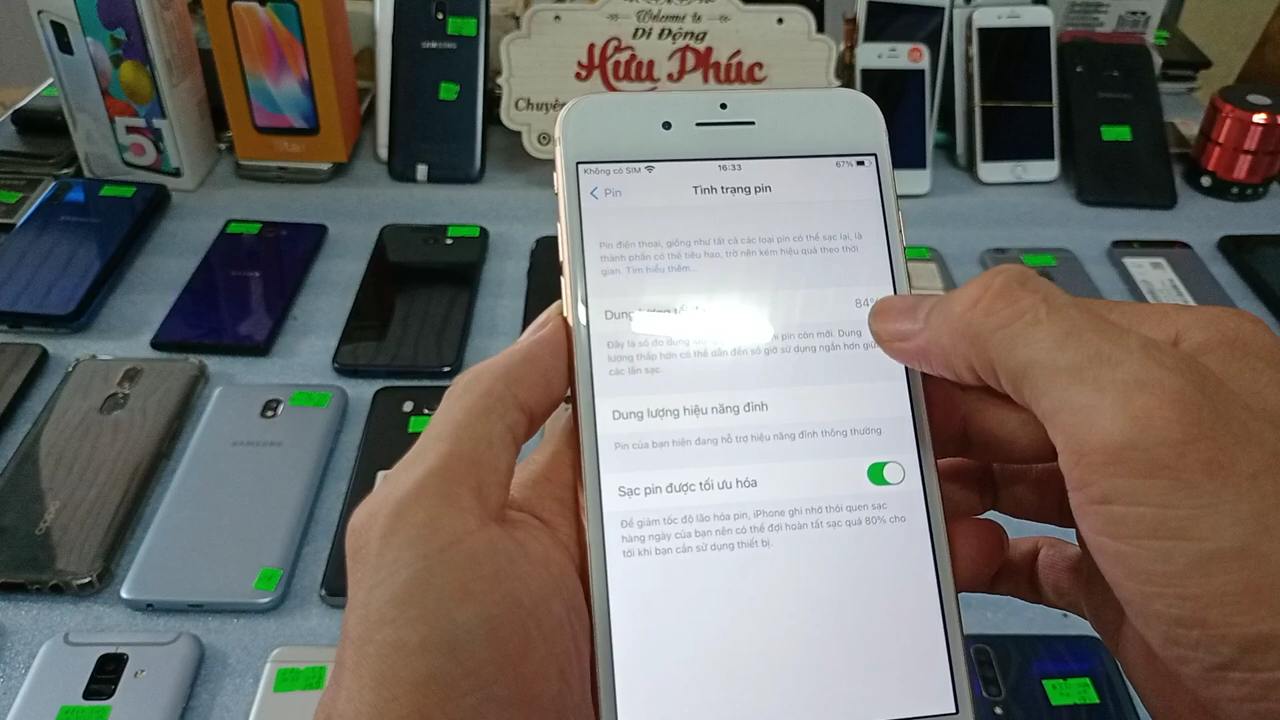 Welcome to
Di Động
Hữu Phúc
Chuyê
SAMSUNG
51
Không có SIM
16:33
67%
Pin
Tình trạng pin
Pin điện thoại, giống như tất cả các loại pin có thể sạc lại, là
thành phần có thể tiêu hao, trở nên kém hiệu quả theo thời
gian. Tìm hiểu thêm...
84%
Đây là số đo dung
pin còn mới. Dung
lượng thấp hơn có thể dẫn đến số giờ sử dụng ngắn hơn giữ
các lần sạc.
Dung lượng hiệu năng đỉnh
Pin của bạn hiện đang hỗ trợ hiệu năng đỉnh thông thường
Sạc pin được tối ưu hóa
Để giảm tốc độ lão hóa pin, iPhone ghi nhớ thói quen sạc
hàng ngày của bạn nên có thể đợi hoàn tất sạc quá 80% cho
tới khi bạn cần sử dụng thiết bị.
SAMSUNG